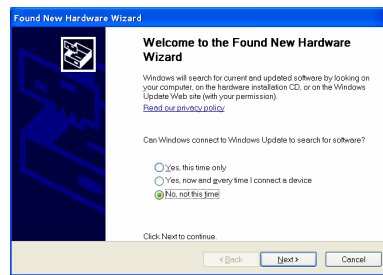 Found New Hardware Wizard
Welcome to the Found New Hardware
Wizard
Windows will search for current and updated software by looking on
your computer, on the hardware installation CD, or on the Windows
Update Web site (with your permission).
Read our privacy policy
Can Windows connect to Windows Update to search for software?
Yes, this time only
Yes, now and every time I connect a device
No, not this time
Click Next to continue.
< Back Next > Cancel